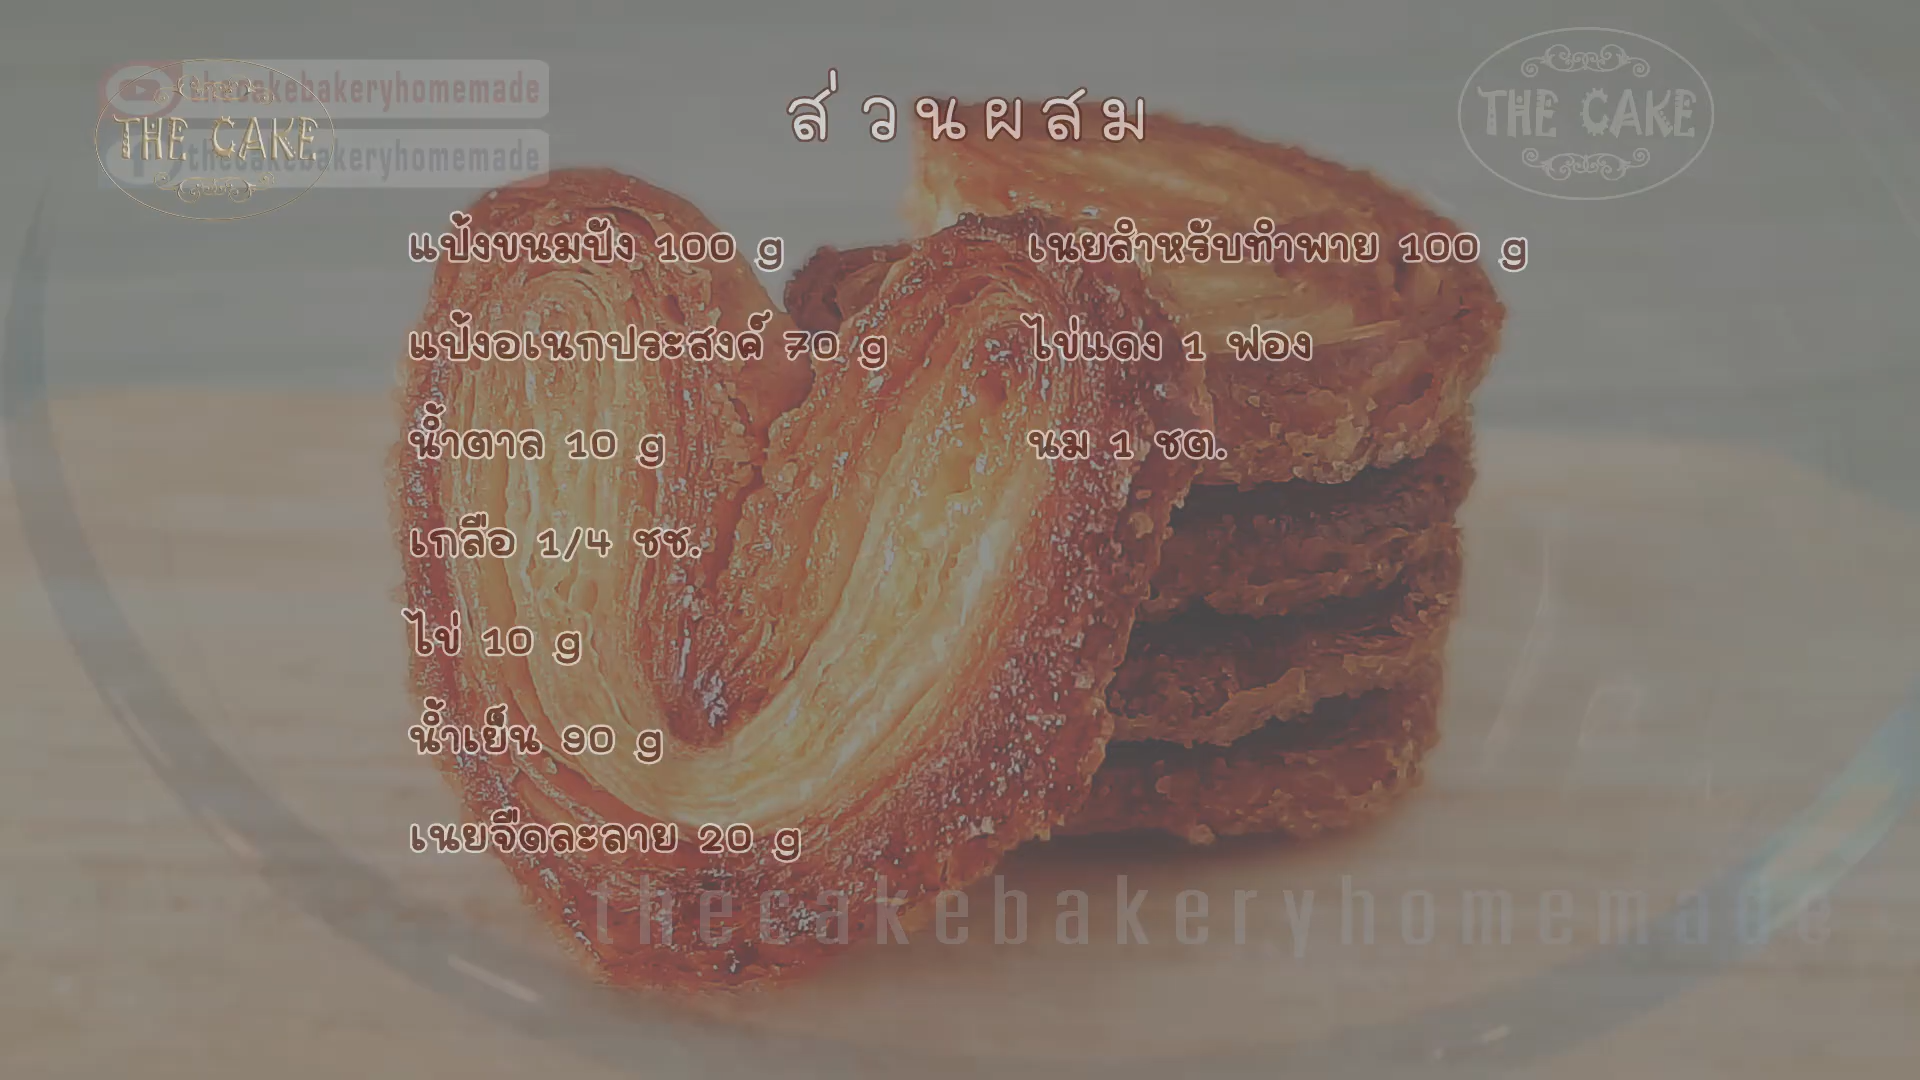 thecakebakeryhomemade
thecakebakeryhomemade
THE CAKE
ส่วนผสม
THE CAKE
แป้งขนมปัง 100 g
แป้งอเนกประสงค์ 70 g
น้ำตาล 10 g
เกลือ 1/4 ชช.
ไข่ 10 g
น้ำเย็น 90 g
เนยจืดละลาย 20 g
เนยสำหรับทำพาย 100 g
ไข่แดง 1 ฟอง
นม 1 ชต.
thecakebakeryhomemade